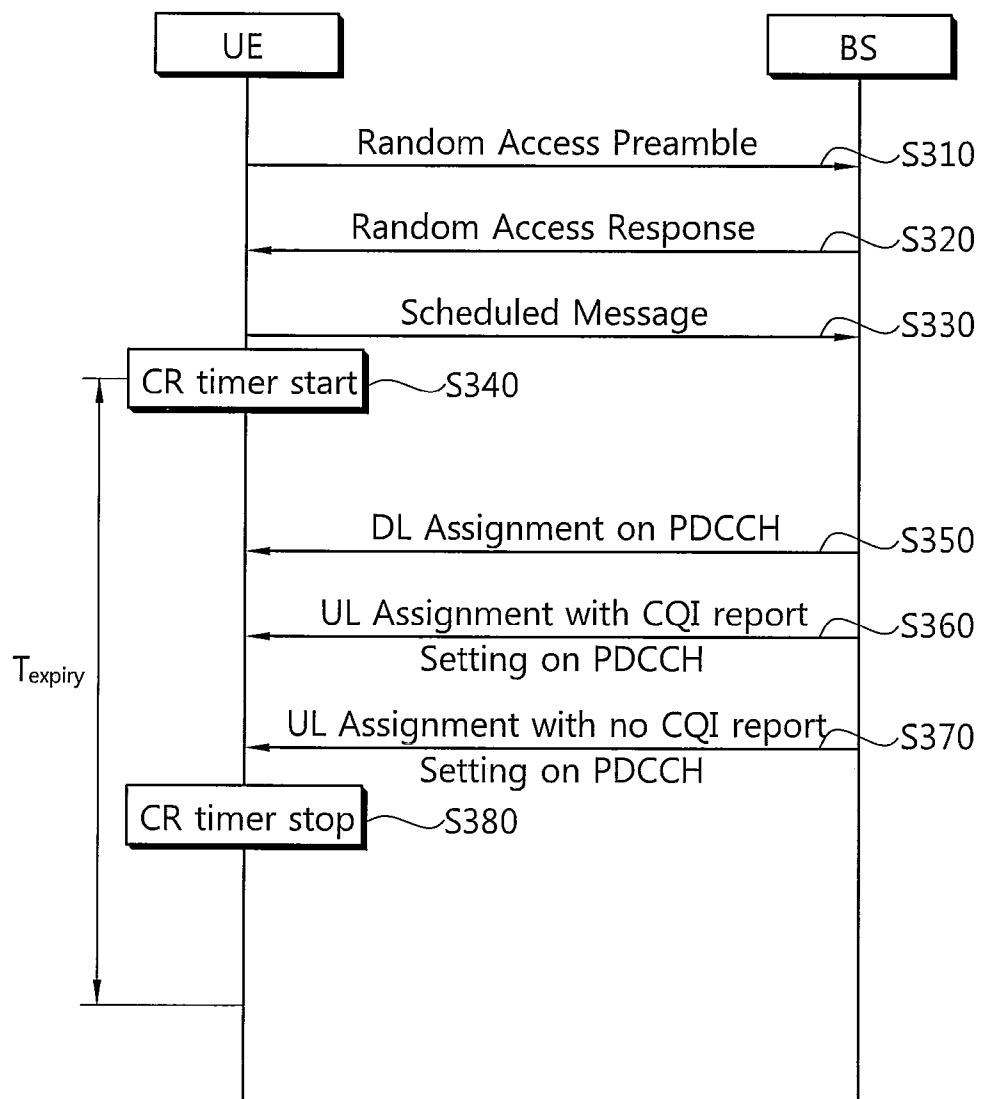 UE
BS
Random Access Preamble
S310
Random Access Response
S320
Scheduled Message
S330
CR timer start
S340
DL Assignment on PDCCH
S350
UL Assignment with CQI report
S360
Setting on PDCCH
Texpiry
UL Assignment with no CQI report
S370
Setting on PDCCH
CR timer stop
S380